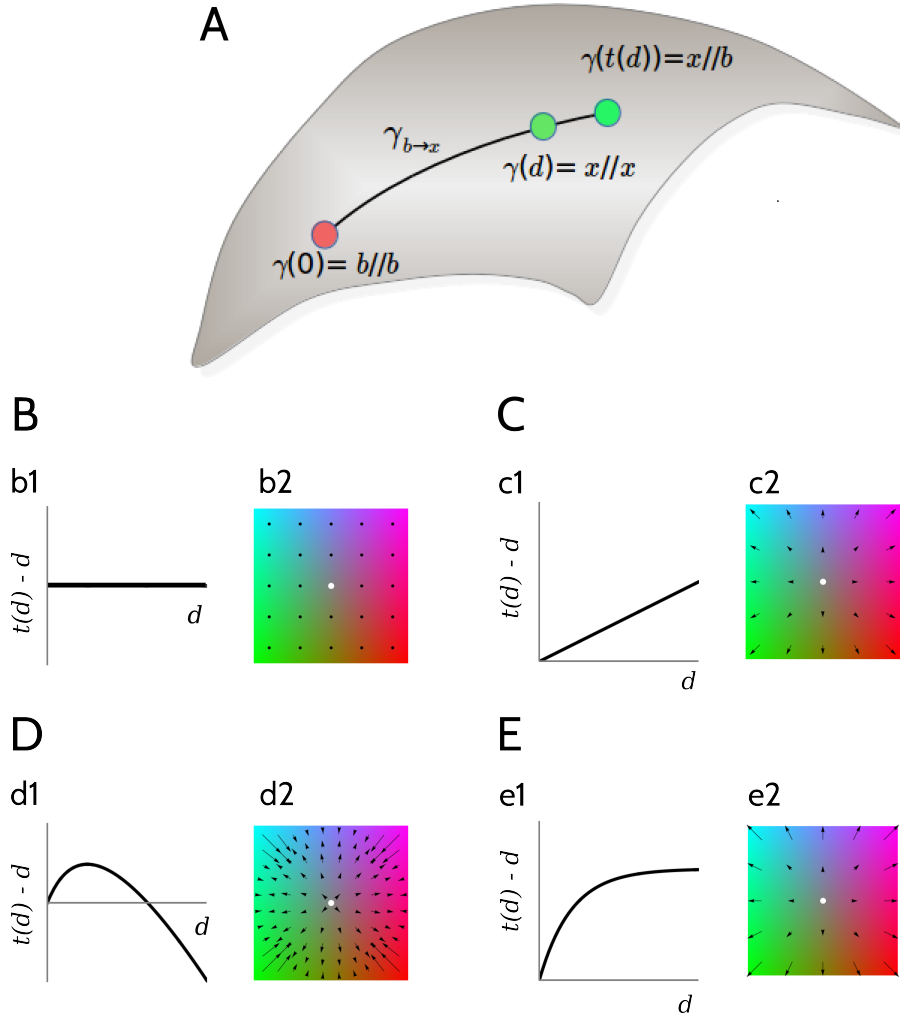 A
γ(t(d))=x//b
γb→x
γ(d)= x//x
γ(0)= b//b
B
C
b1
b2
c1
c2
t(d) - d
d
t(d) - d
d
D
E
d1
d2
e1
e2
t(d) - d
d
t(d) - d
d